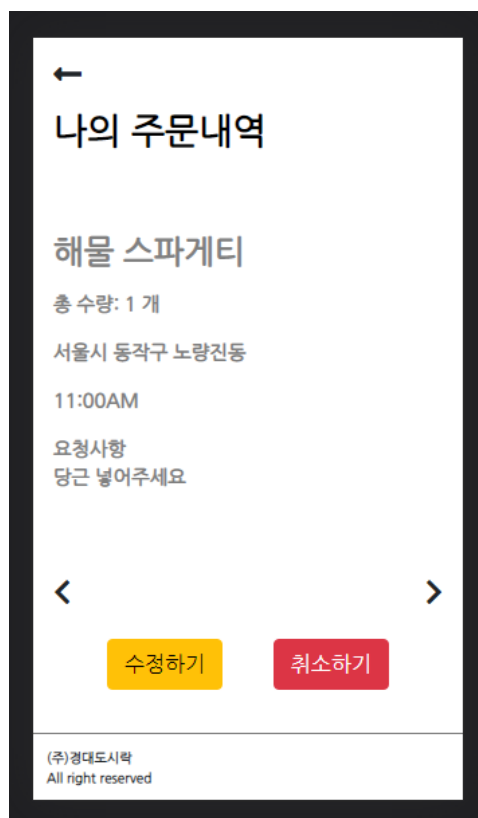 나의 주문내역
해물 스파게티
총 수량: 1 개
서울시 동작구 노량진동
11:00AM
요청사항
당근 넣어주세요
수정하기 취소하기
(주)경대도시락
All right reserved